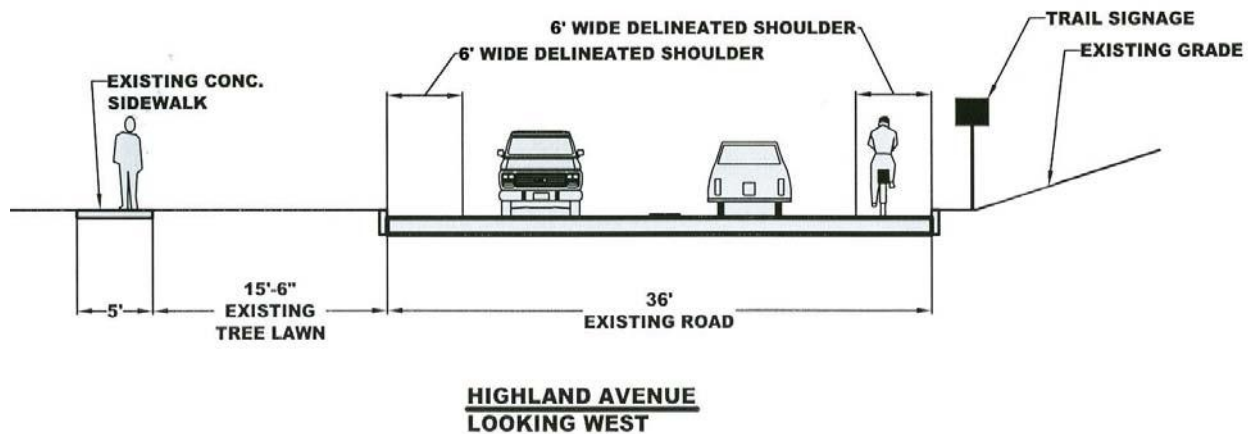 6' WIDE DELINEATED SHOULDER
6' WIDE DELINEATED SHOULDER
TRAIL SIGNAGE
EXISTING GRADE
EXISTING CONC.
SIDEWALK
5'
15'-6"
EXISTING
TREE LAWN
36'
EXISTING ROAD
HIGHLAND AVENUE
LOOKING WEST